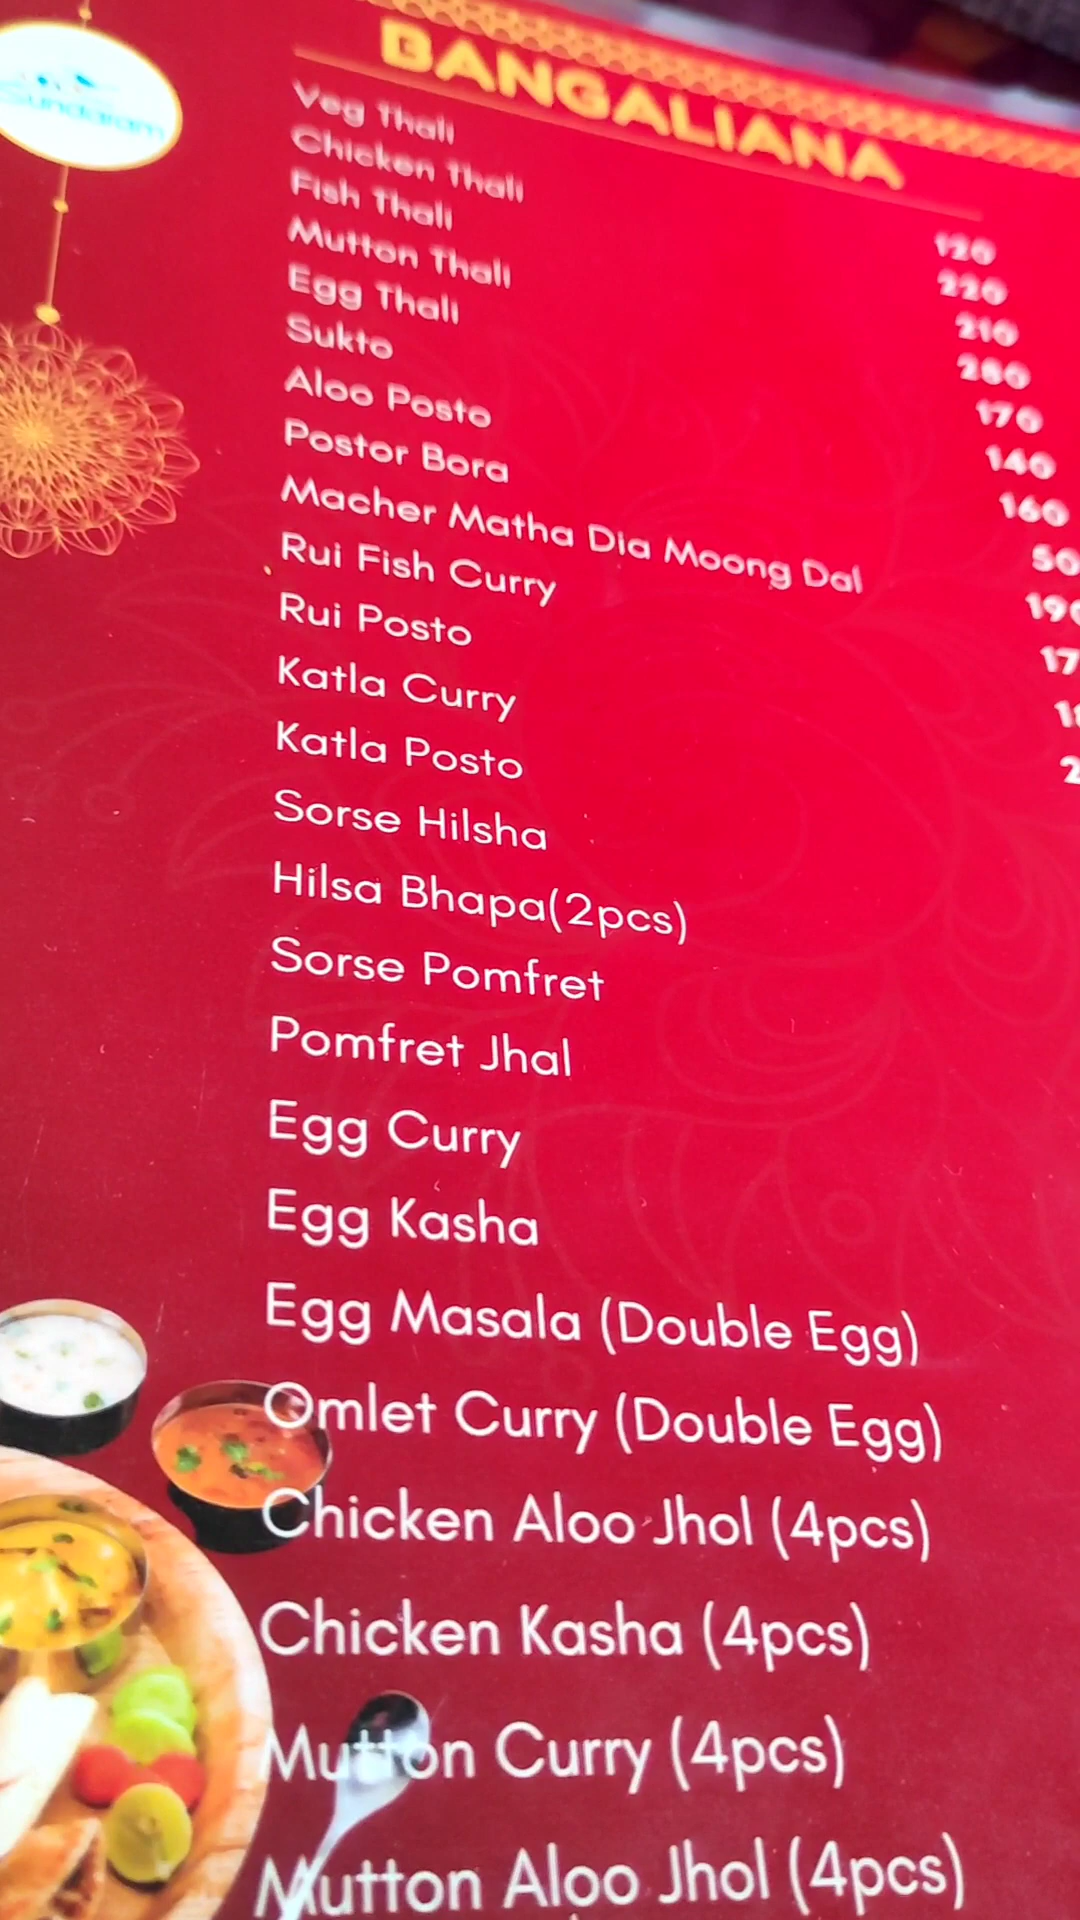 Sundaram
BANGALIANA
Veg Thali 120
Chicken Thali 220
Fish Thali 210
Mutton Thali 280
Egg Thali 170
Sukto 140
Aloo Posto 160
Postor Bora 50
Macher Matha Dia Moong Dal
Rui Fish Curry
Rui Posto
Katla Curry
Katla Posto
Sorse Hilsha
Hilsa Bhapa(2pcs)
Sorse Pomfret
Pomfret Jhal
Egg Curry
Egg Kasha
Egg Masala (Double Egg)
Omlet Curry (Double Egg)
Chicken Aloo Jhol (4pcs)
Chicken Kasha (4pcs)
Mutton Curry (4pcs)
Mutton Aloo Jhol (4pcs)